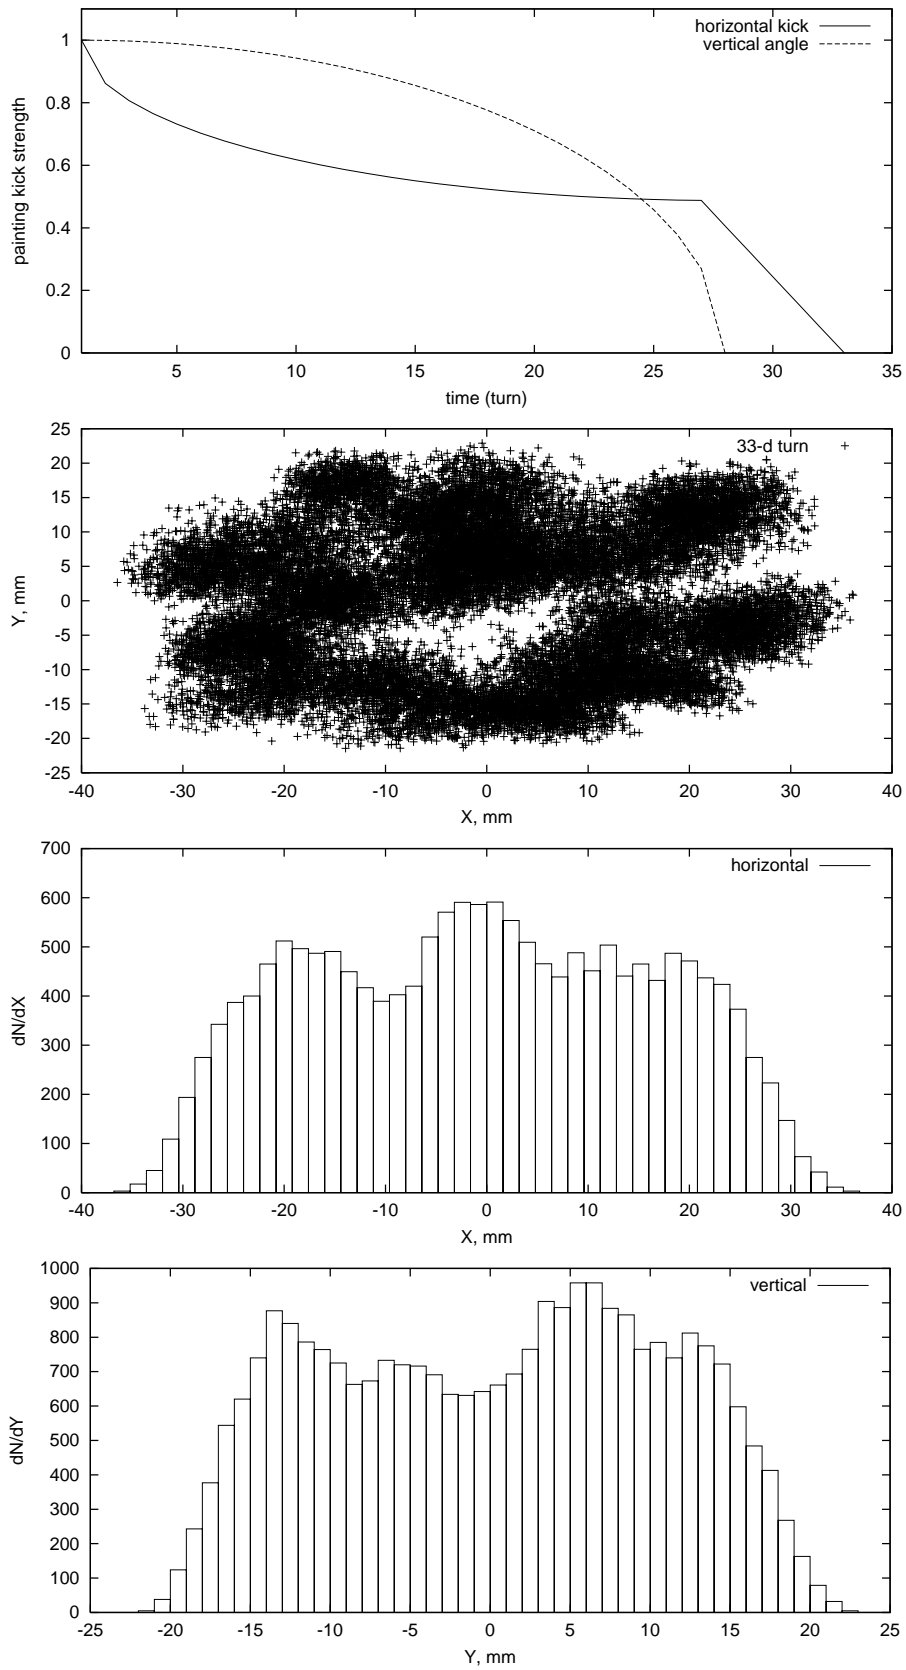 horizontal kick
vertical angle
1
0.8
0.6
0.4
0.2
0
painting kick strength
5 10 15 20 25 30 35
time (turn)
33-d turn
25
20
15
10
5
0
-5
-10
-15
-20
-25
Y, mm
-40 -30 -20 -10 0 10 20 30 40
X, mm
horizontal
700
600
500
400
300
200
100
0
dN/dX
-40 -30 -20 -10 0 10 20 30 40
X, mm
vertical
1000
900
800
700
600
500
400
300
200
100
0
dN/dY
-25 -20 -15 -10 -5 0 5 10 15 20 25
Y, mm